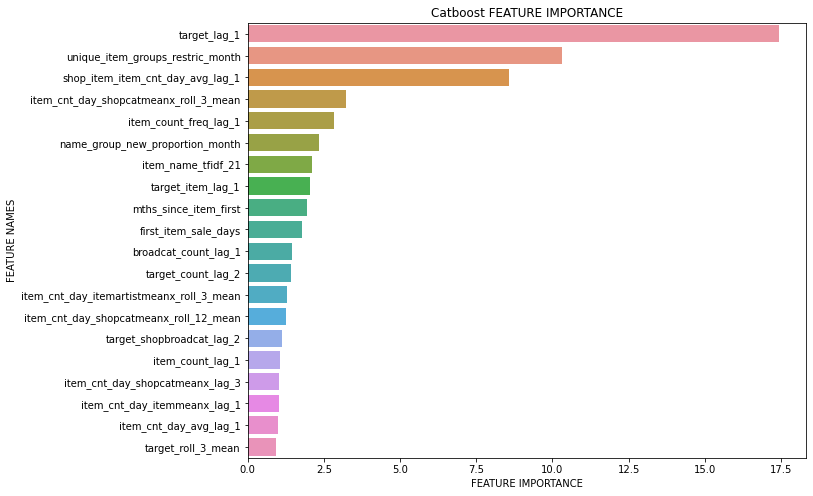 Catboost FEATURE IMPORTANCE
FEATURE NAMES
target_lag_1
unique_item_groups_restric_month
shop_item_item_cnt_day_avg_lag_1
item_cnt_day_shopcatmeanx_roll_3_mean
item_count_freq_lag_1
name_group_new_proportion_month
item_name_tfidf_21
target_item_lag_1
mths_since_item_first
first_item_sale_days
broadcat_count_lag_1
target_count_lag_2
item_cnt_day_itemartistmeanx_roll_3_mean
item_cnt_day_shopcatmeanx_roll_12_mean
target_shopbroadcat_lag_2
item_count_lag_1
item_cnt_day_shopcatmeanx_lag_3
item_cnt_day_itemmeanx_lag_1
item_cnt_day_avg_lag_1
target_roll_3_mean
0.0 2.5 5.0 7.5 10.0 12.5 15.0 17.5
FEATURE IMPORTANCE